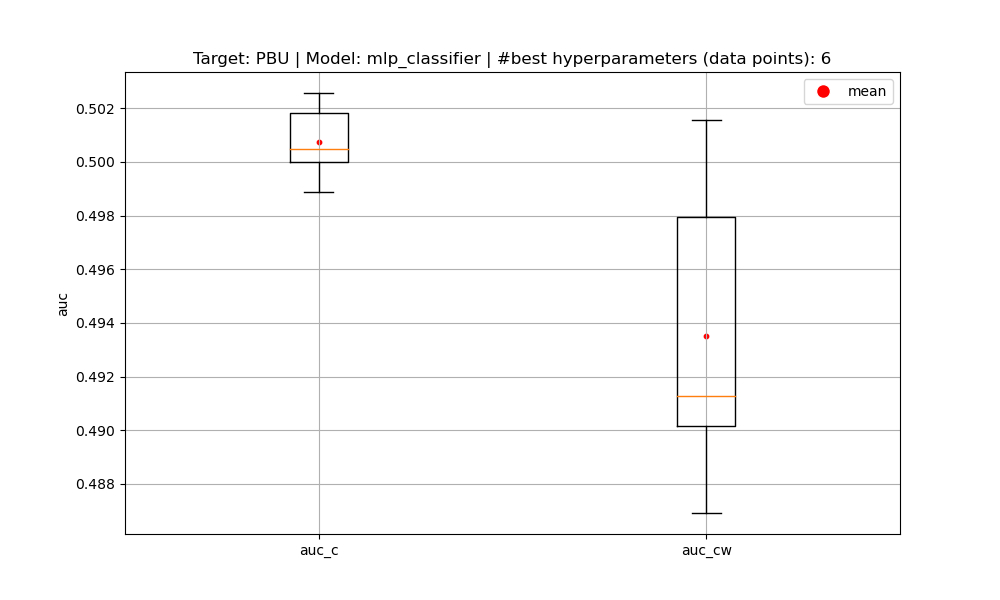 Target: PBU | Model: mlp_classifier | #best hyperparameters (data points): 6
mean
0.502
0.500
0.498
0.496
0.494
0.492
0.490
0.488
auc
auc_c
auc_cw